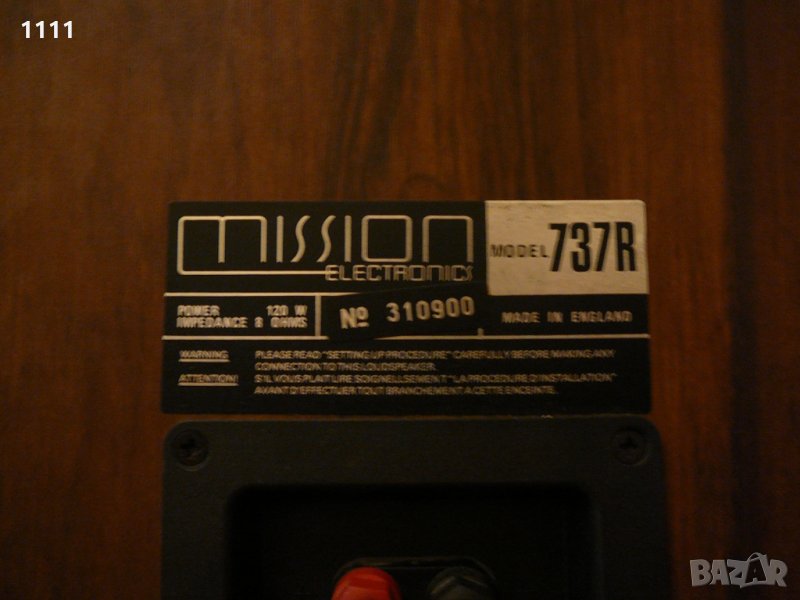 1111
mission
ELECTRONICS
MODEL 737R
POWER 120 W
IMPEDANCE 8 OHMS
Nº 310900
MADE IN ENGLAND
WARNING PLEASE READ "SETTING UP PROCEDURE" CAREFULLY BEFORE MAKING ANY
CONNECTION TO THIS LOUDSPEAKER.
ATTENTION! S'IL VOUS PLAIT LIRE SOIGNELLSEMENT "LA PROCEDURE D'INSTALLATION"
AVANT D'EFFECTUER TOUT BRANCHEMENT A CETTE ENCEINTE.
BAZAR